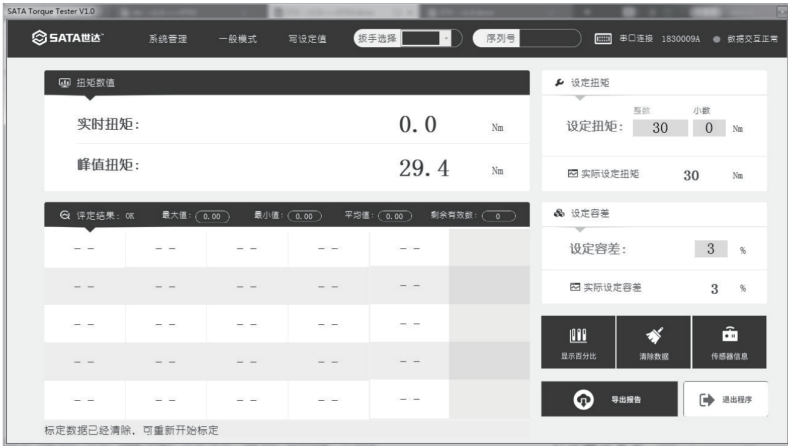 SATA Torque Tester V1.0
SATA世达 系统管理 一般模式 写设定值 扳手选择 序列号 串口连接 1830009A 数据交互正常
扭矩数值
实时扭矩: 0.0 Nm
峰值扭矩: 29.4 Nm
评定结果: OK 最大值: 0.00 最小值: 0.00 平均值: 0.00 剩余有效数: 0
-- -- -- --
-- -- -- --
-- -- -- --
-- -- -- --
-- -- -- --
标定数据已经清除,可重新开始标定
设定扭矩
整数 小数
设定扭矩: 30 0 Nm
实际设定扭矩 30 Nm
设定容差
设定容差: 3 %
实际设定容差 3 %
显示百分比 清除数据 传感器信息
导出报告 退出程序